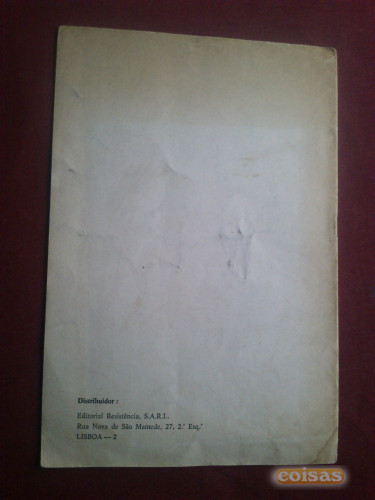 Distribuidor :
Editorial Resistência, S.A.R.L.
Rua Nova de São Mamede, 27, 2.º Esq.º
LISBOA — 2
coisas